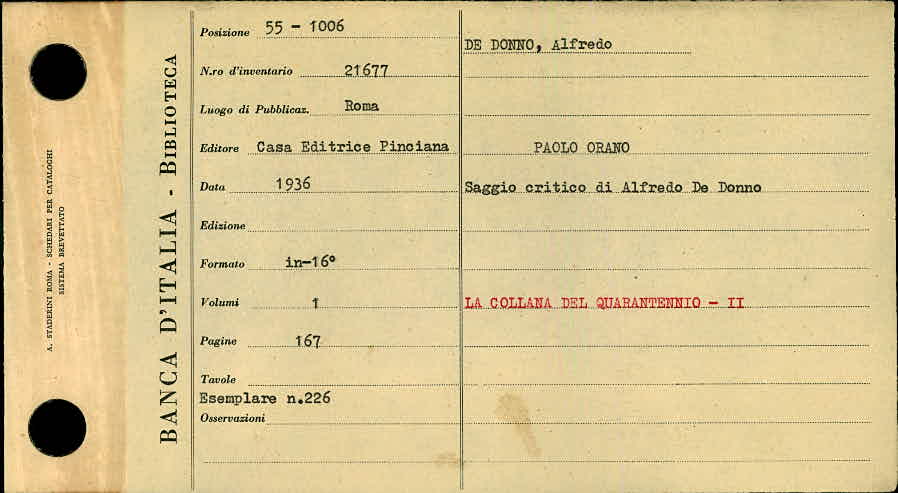 A. STADERINI ROMA - SCHEDARI PER CATALOGHI
SISTEMA BREVETTATO
BANCA D'ITALIA - BIBLIOTECA
Posizione 55 - 1006
N.ro d'inventario 21677
Luogo di Pubblicaz. Roma
Editore Casa Editrice Pinciana
Data 1936
Edizione
Formato in-16°
Volumi 1
Pagine 167
Tavole
Esemplare n.226
Osservazioni
DE DONNO, Alfredo
PAOLO ORANO
Saggio critico di Alfredo De Donno
LA COLLANA DEL QUARANTENNIO - II